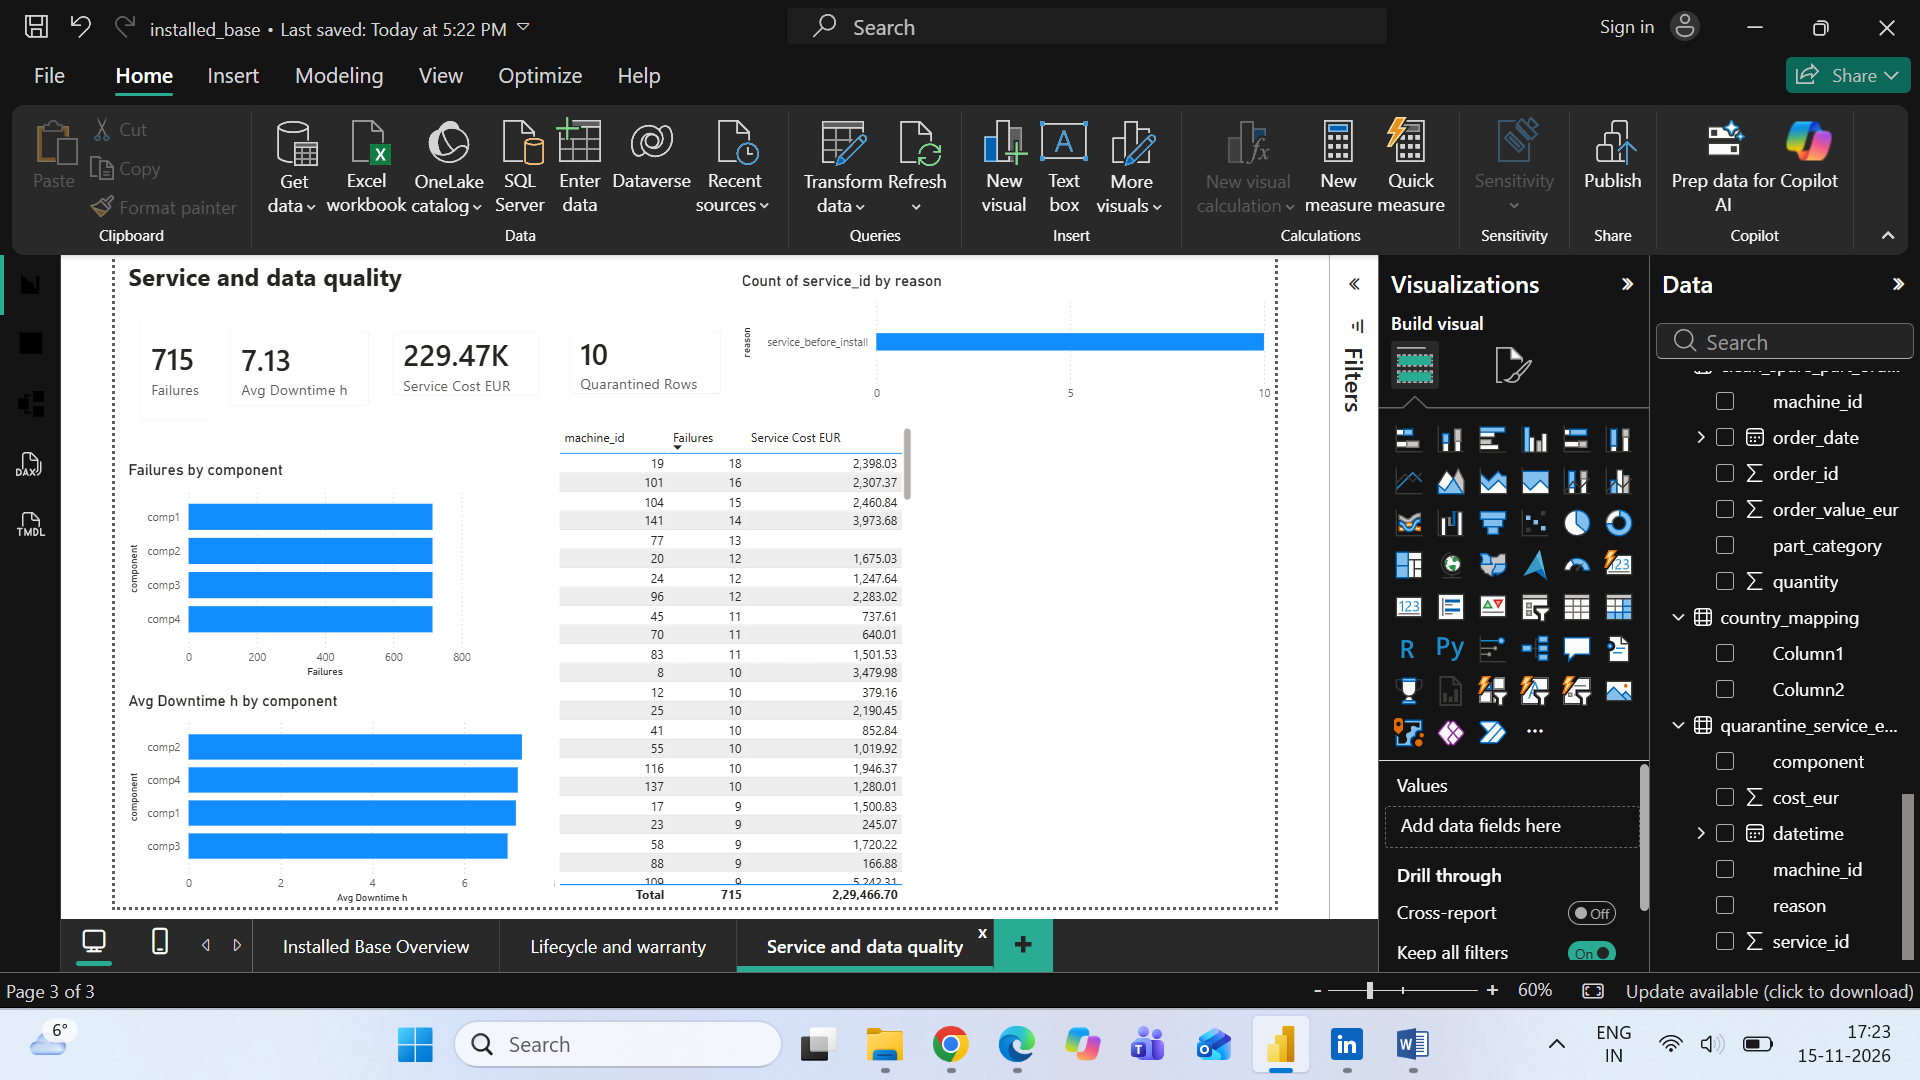 installed_base • Last saved: Today at 5:22 PM
Search
Sign in
File Home Insert Modeling View Optimize Help
Share
Paste
Cut
Copy
Format painter
Clipboard
Get data
Excel workbook
OneLake catalog
SQL Server
Enter data
Dataverse
Recent sources
Data
Transform data
Refresh
Queries
New visual
Text box
More visuals
Insert
New visual calculation
New measure
Quick measure
Calculations
Sensitivity
Sensitivity
Publish
Share
Prep data for AI
Copilot
Copilot
DAX
TMDL
Service and data quality
715
Failures
7.13
Avg Downtime h
229.47K
Service Cost EUR
10
Quarantined Rows
Count of service_id by reason
reason
service_before_install
0 5 10
Failures by component
component
comp1
comp2
comp3
comp4
0 200 400 600 800
Failures
Avg Downtime h by component
component
comp2
comp4
comp1
comp3
0 2 4 6
Avg Downtime h
machine_id Failures Service Cost EUR
19 18 2,398.03
101 16 2,307.37
104 15 2,460.84
141 14 3,973.68
77 13
20 12 1,675.03
24 12 1,247.64
96 12 2,283.02
45 11 737.61
70 11 640.01
83 11 1,501.53
8 10 3,479.98
12 10 379.16
25 10 2,190.45
41 10 852.84
55 10 1,019.92
116 10 1,946.37
137 10 1,280.01
17 9 1,500.83
23 9 245.07
58 9 1,720.22
88 9 166.88
109 9 5,242.31
Total 715 2,29,466.70
Filters
Visualizations
Build visual
123
123
R Py
Values
Add data fields here
Drill through
Cross-report
Off
Keep all filters
On
Data
Search
machine_id
order_date
order_id
order_value_eur
part_category
quantity
country_mapping
Column1
Column2
quarantine_service_e...
component
cost_eur
datetime
machine_id
reason
service_id
Installed Base Overview
Lifecycle and warranty
Service and data quality
x
+
Page 3 of 3
- + 60%
Update available (click to download)
6°
Search
ENG
IN
17:23
15-11-2026